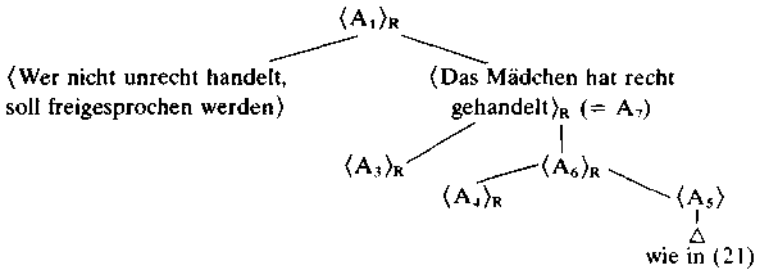 ⟨A₁⟩R
⟨Wer nicht unrecht handelt,
soll freigesprochen werden⟩
⟨Das Mädchen hat recht
gehandelt⟩R (= A₇)
⟨A₃⟩R
⟨A₆⟩R
⟨A₄⟩R
⟨A₅⟩
wie in (21)